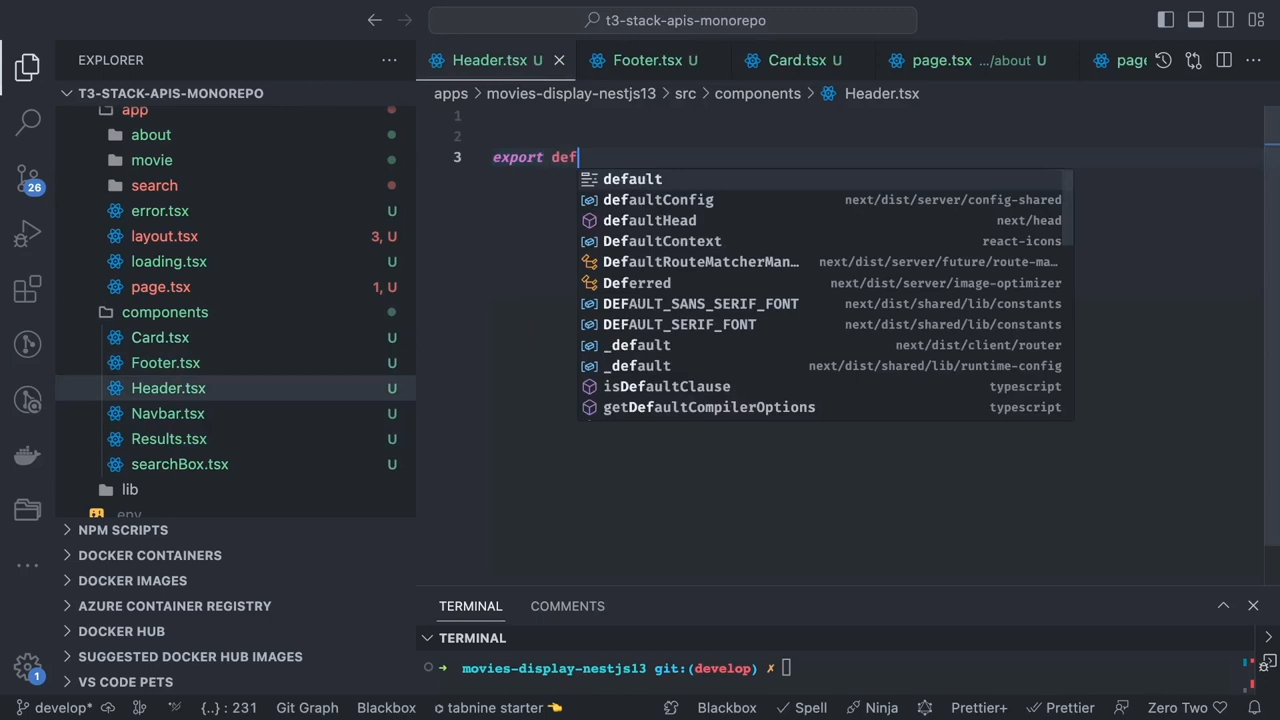 t3-stack-apis-monorepo
EXPLORER
T3-STACK-APIS-MONOREPO
app
about
movie
search
error.tsx U
layout.tsx 3, U
loading.tsx U
page.tsx 1, U
components
Card.tsx U
Footer.tsx U
Header.tsx U
Navbar.tsx U
Results.tsx U
searchBox.tsx U
lib
.env
NPM SCRIPTS
DOCKER CONTAINERS
DOCKER IMAGES
AZURE CONTAINER REGISTRY
DOCKER HUB
SUGGESTED DOCKER HUB IMAGES
VS CODE PETS
26
1
Header.tsx U Footer.tsx U Card.tsx U page.tsx .../about U page
apps > movies-display-nestjs13 > src > components > Header.tsx
1
2
3 export def
default
defaultConfig next/dist/server/config-shared
defaultHead next/head
DefaultContext react-icons
DefaultRouteMatcherMan… next/dist/server/future/route-ma…
Deferred next/dist/server/image-optimizer
DEFAULT_SANS_SERIF_FONT next/dist/shared/lib/constants
DEFAULT_SERIF_FONT next/dist/shared/lib/constants
_default next/dist/client/router
_default next/dist/shared/lib/runtime-config
isDefaultClause typescript
getDefaultCompilerOptions typescript
TERMINAL COMMENTS
TERMINAL
movies-display-nestjs13 git:(develop) ✗
develop* {..} : 231 Git Graph Blackbox tabnine starter 👈 Blackbox Spell Ninja Prettier+ Prettier Zero Two